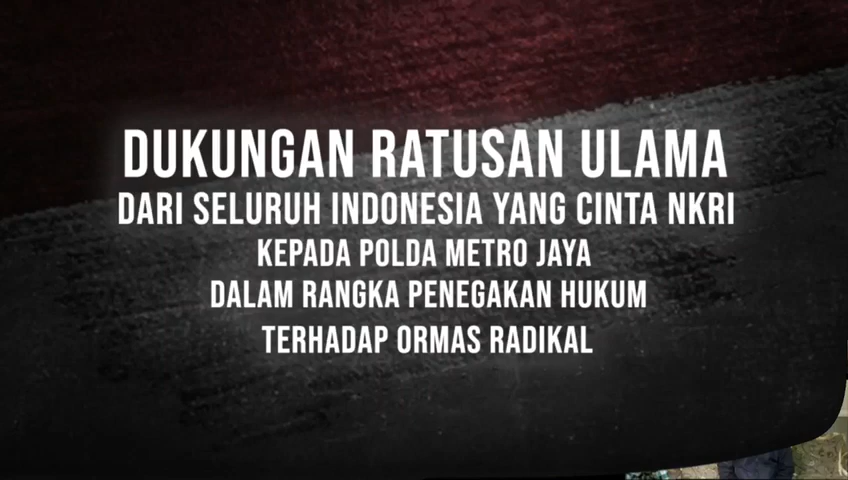 DUKUNGAN RATUSAN ULAMA
DARI SELURUH INDONESIA YANG CINTA NKRI
KEPADA POLDA METRO JAYA
DALAM RANGKA PENEGAKAN HUKUM
TERHADAP ORMAS RADIKAL